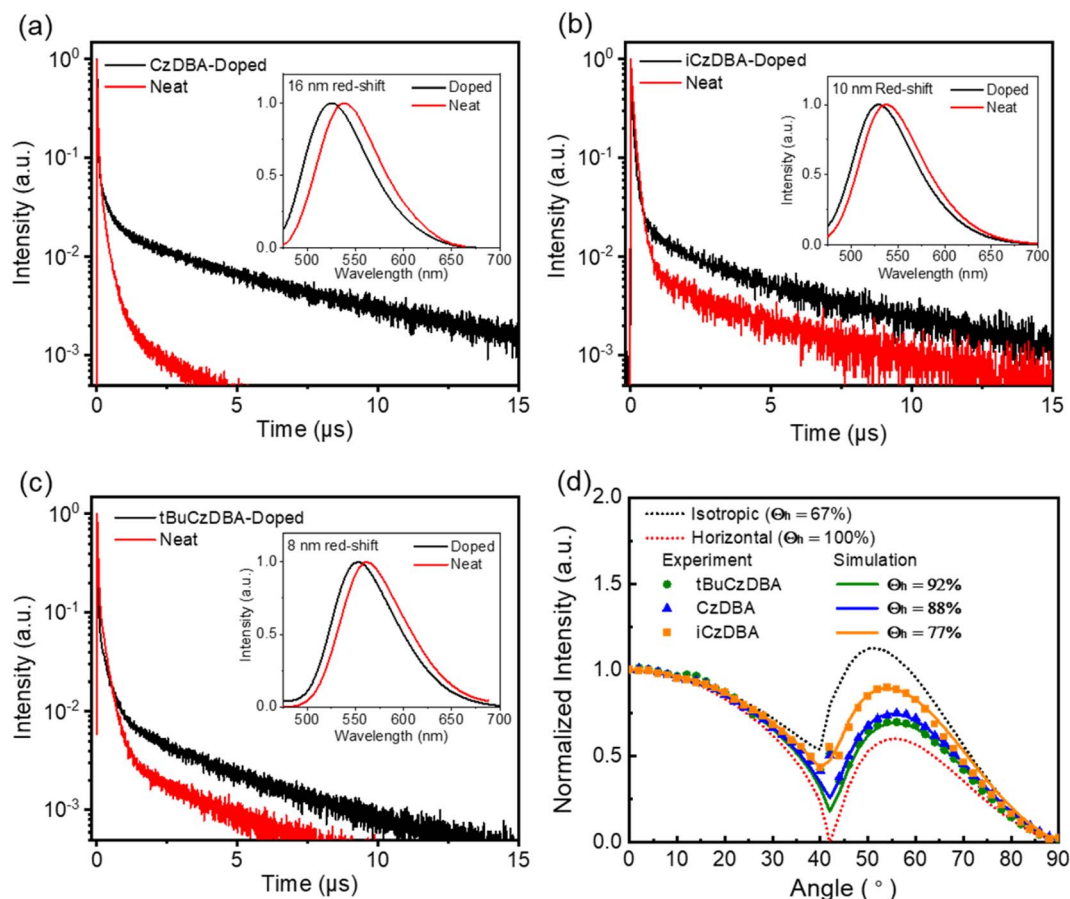 (a)
10⁰
10⁻¹
10⁻²
10⁻³
Intensity (a.u.)
CzDBA-Doped
Neat
16 nm red-shift
Doped
Neat
1.0
0.5
0.0
500
550
600
650
700
Wavelength (nm)
Intensity (a.u.)
0
5
10
15
Time (µs)
(b)
10⁰
10⁻¹
10⁻²
10⁻³
Intensity (a.u.)
iCzDBA-Doped
Neat
10 nm Red-shift
Doped
Neat
1.0
0.5
0.0
500
550
600
650
700
Wavelength (nm)
Intensity (a.u.)
0
5
10
15
Time (µs)
(c)
10⁰
10⁻¹
10⁻²
10⁻³
Intensity (a.u.)
tBuCzDBA-Doped
Neat
8 nm red-shift
Doped
Neat
1.0
0.5
0.0
500
550
600
650
700
Wavelength (nm)
Intensity (a.u.)
0
5
10
15
Time (µs)
(d)
2.0
1.5
1.0
0.5
0.0
Normalized Intensity (a.u.)
Isotropic (Θh = 67%)
Horizontal (Θh = 100%)
Experiment Simulation
tBuCzDBA Θh = 92%
CzDBA Θh = 88%
iCzDBA Θh = 77%
0 10 20 30 40 50 60 70 80 90
Angle ( ° )